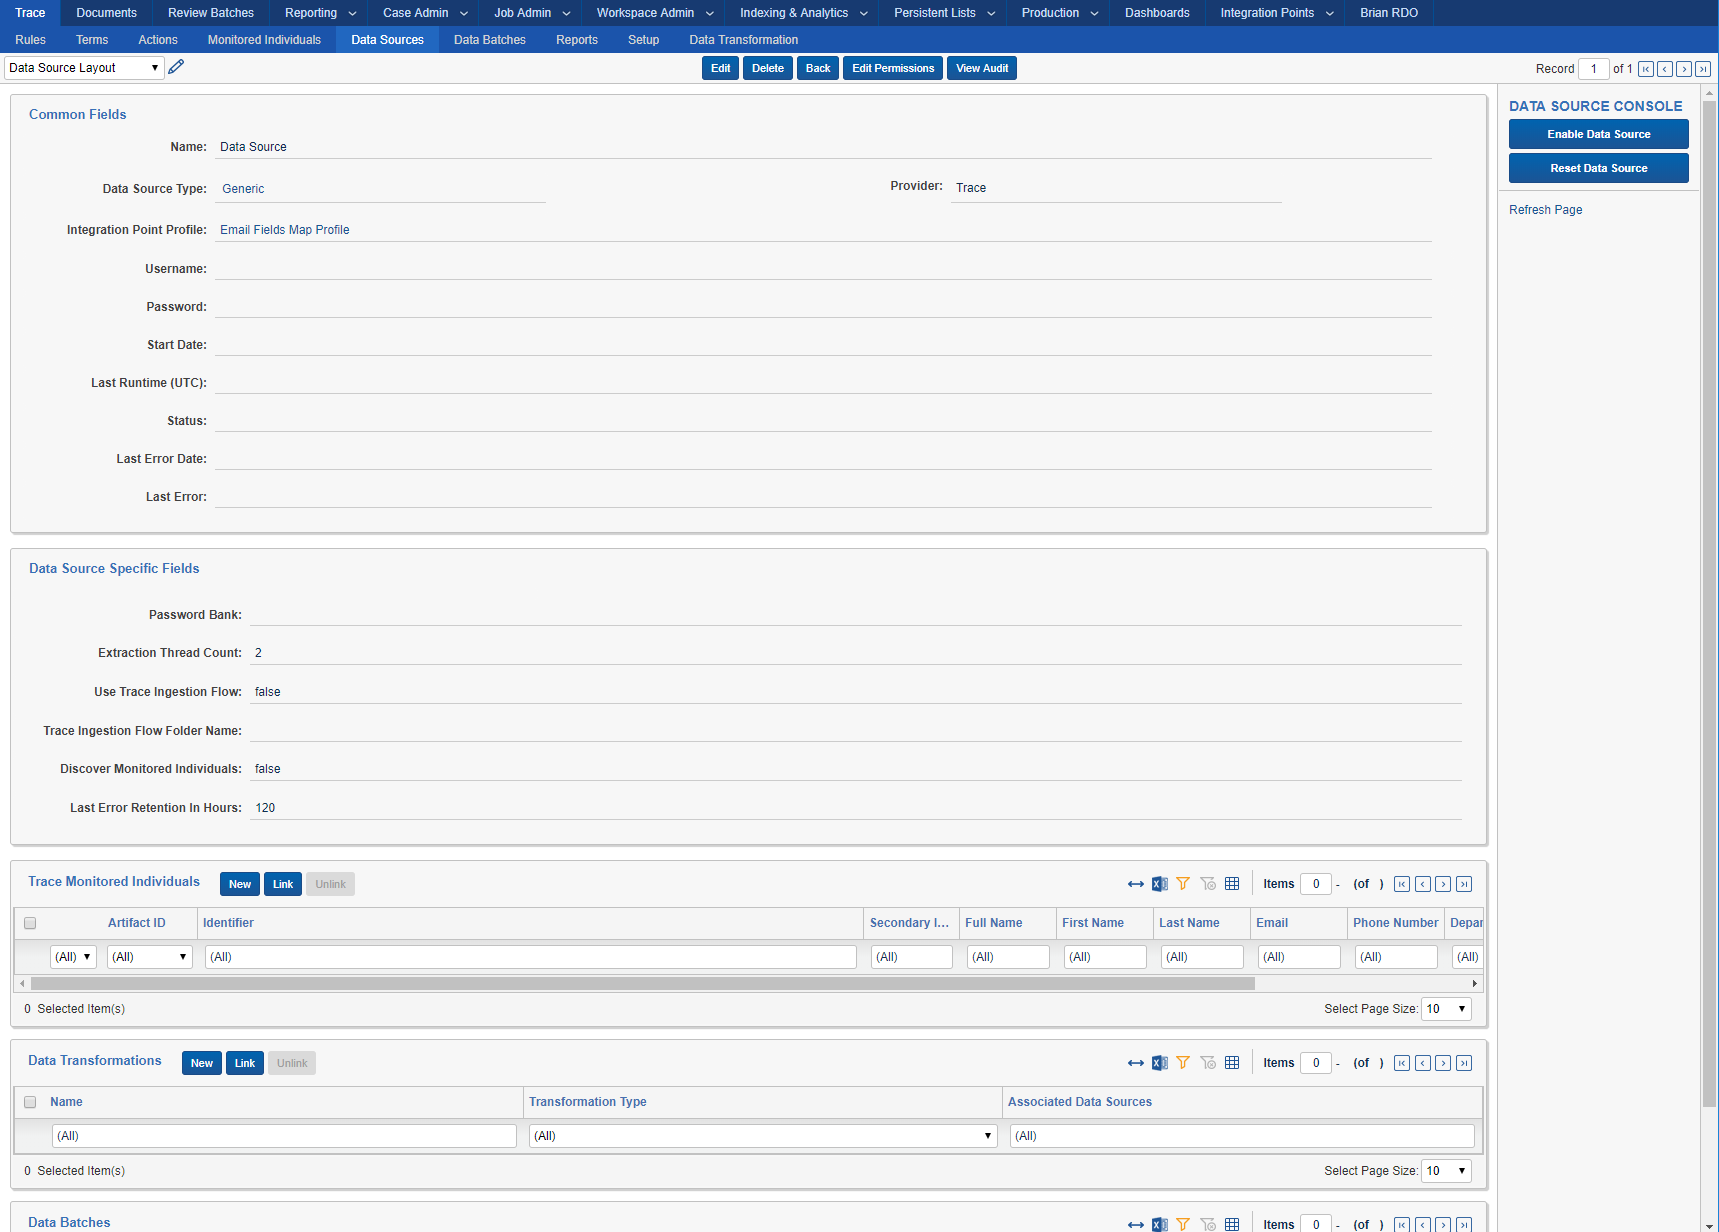 Trace Documents Review Batches Reporting Case Admin Job Admin Workspace Admin Indexing & Analytics Persistent Lists Production Dashboards Integration Points Brian RDO
Rules Terms Actions Monitored Individuals Data Sources Data Batches Reports Setup Data Transformation
Data Source Layout Edit Delete Back Edit Permissions View Audit Record 1 of 1
Common Fields
DATA SOURCE CONSOLE
Enable Data Source
Reset Data Source
Refresh Page
Name: Data Source
Data Source Type: Generic Provider: Trace
Integration Point Profile: Email Fields Map Profile
Username:
Password:
Start Date:
Last Runtime (UTC):
Status:
Last Error Date:
Last Error:
Data Source Specific Fields
Password Bank:
Extraction Thread Count: 2
Use Trace Ingestion Flow: false
Trace Ingestion Flow Folder Name:
Discover Monitored Individuals: false
Last Error Retention In Hours: 120
Trace Monitored Individuals New Link Unlink Items 0 - (of )
Artifact ID Identifier Secondary I... Full Name First Name Last Name Email Phone Number Depar
(All) (All) (All) (All) (All) (All) (All) (All) (All) (All)
0 Selected Item(s) Select Page Size: 10
Data Transformations New Link Unlink Items 0 - (of )
Name Transformation Type Associated Data Sources
(All) (All) (All)
0 Selected Item(s) Select Page Size: 10
Data Batches Items 0 - (of )